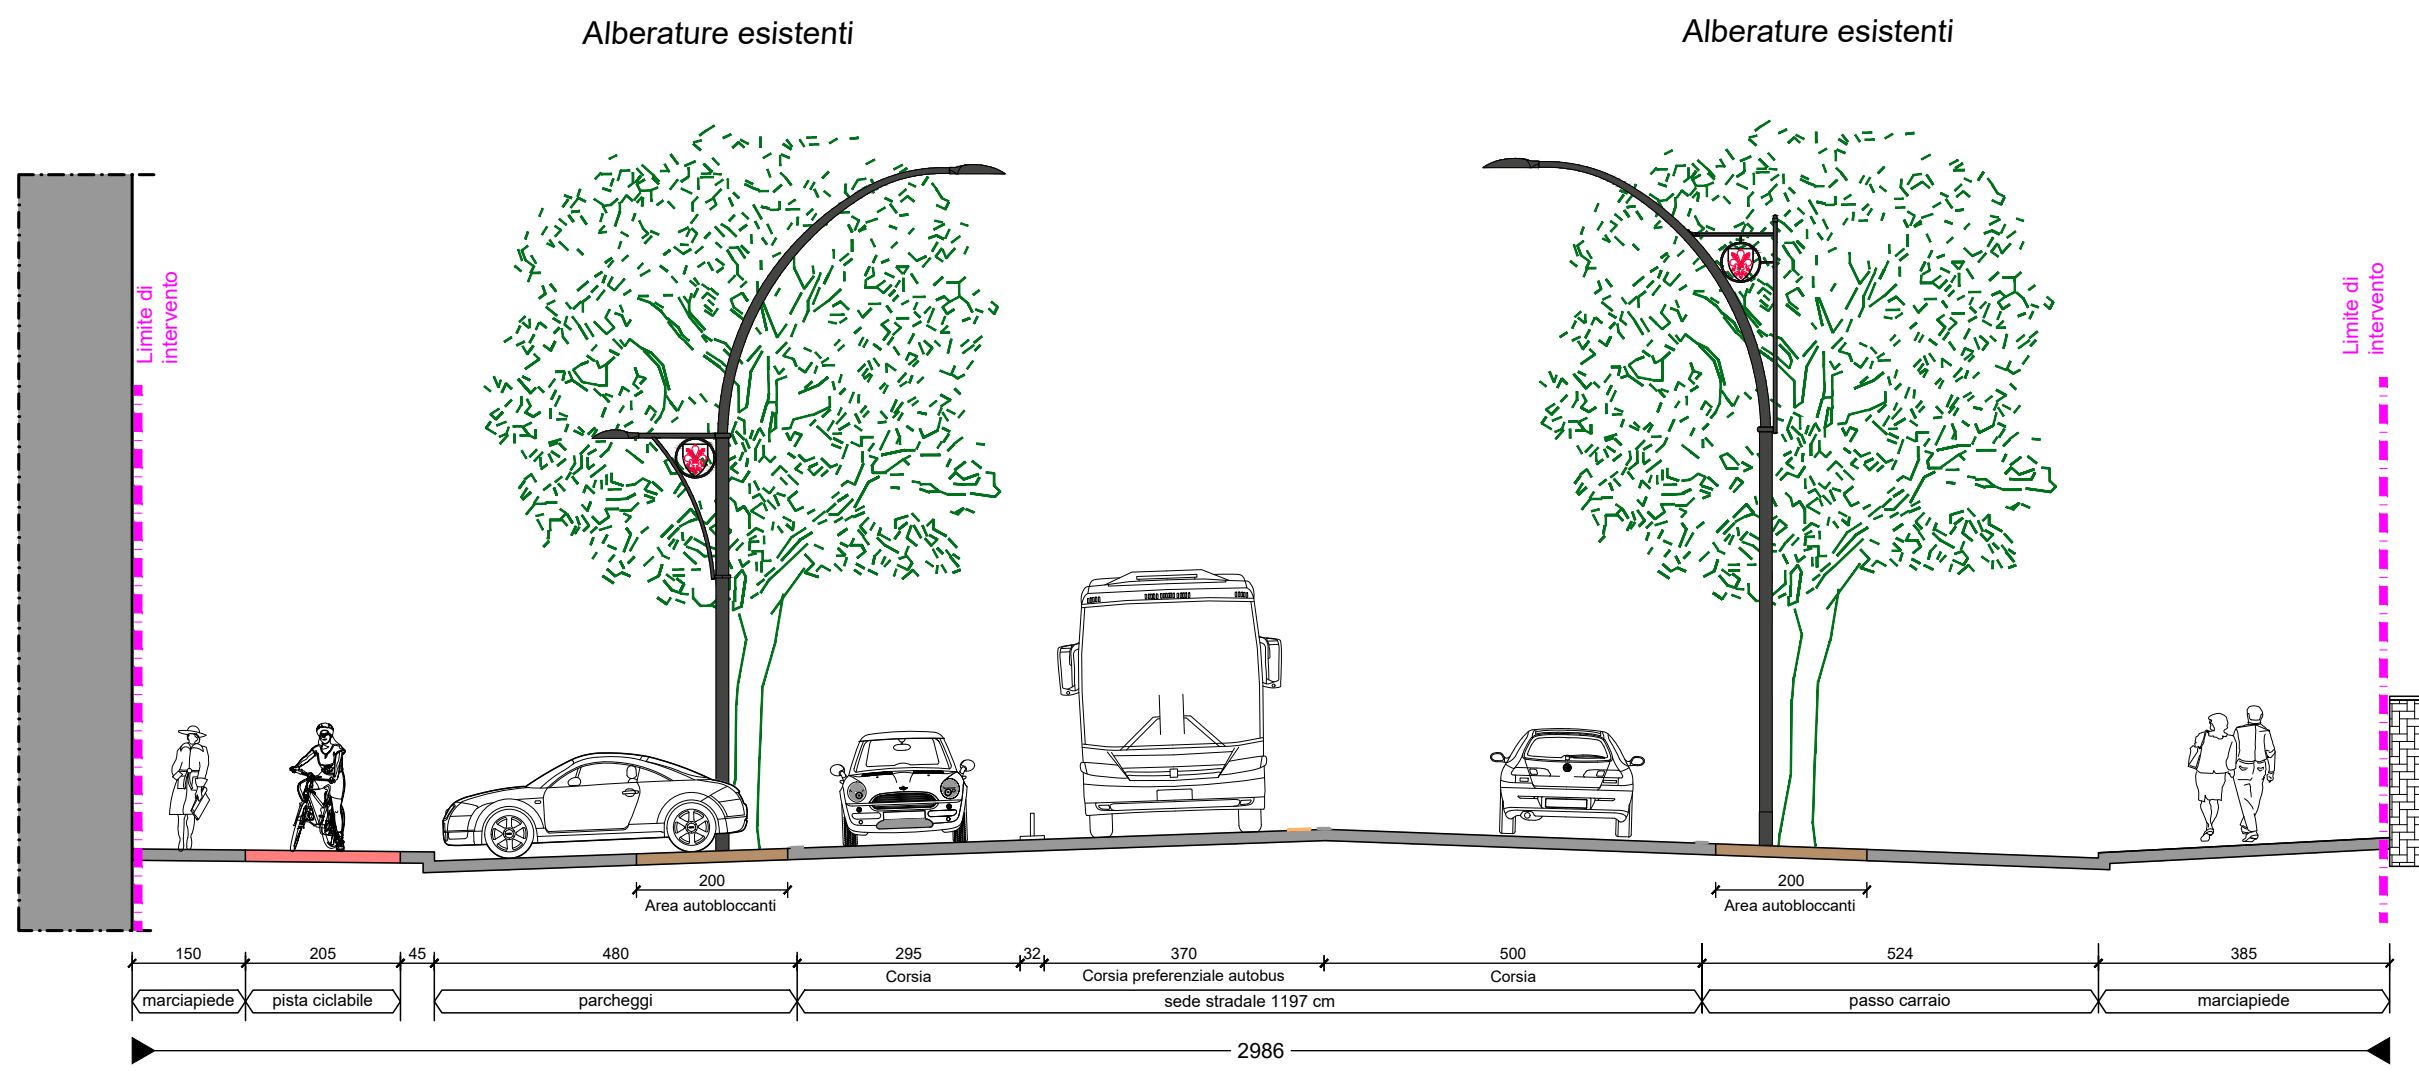 Alberature esistenti
Alberature esistenti
Limite di
intervento
Limite di
intervento
200
Area autobloccanti
200
Area autobloccanti
150
205
45
480
295
32
370
500
524
385
Corsia
Corsia preferenziale autobus
Corsia
marciapiede
pista ciclabile
parcheggi
sede stradale 1197 cm
passo carraio
marciapiede
2986